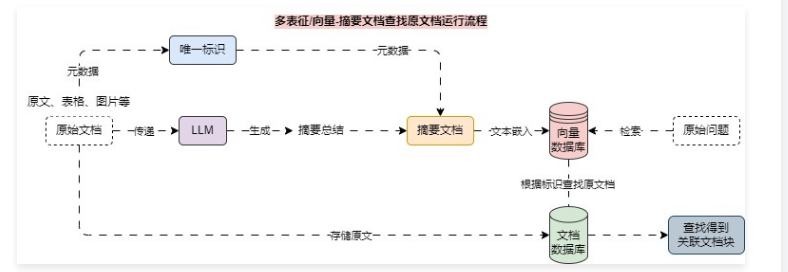 多表征/向量-摘要文档查找原文档运行流程
唯一标识
元数据
元数据
原文、表格、图片等
原始文档
传递
LLM
生成
摘要总结
摘要文档
文本嵌入
向量
数据库
检索
原始问题
根据标识查找原文档
存储原文
文档
数据库
查找得到
关联文档块